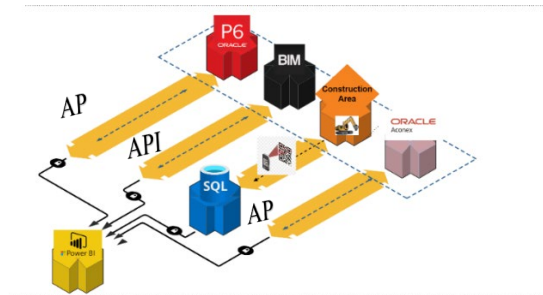 P6
ORACLE
BIM
Construction
Area
ORACLE
Aconex
AP
API
SQL
AP
Power BI